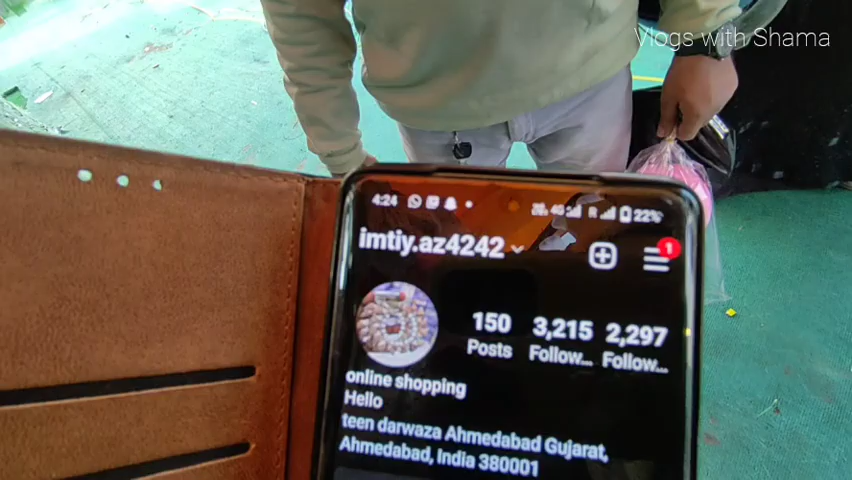 Vlogs with Shama
4:24 22%
imtiy.az4242
1
150 3,215 2,297
Posts Follow... Follow...
online shopping
Hello
teen darwaza Ahmedabad Gujarat,
Ahmedabad, India 380001